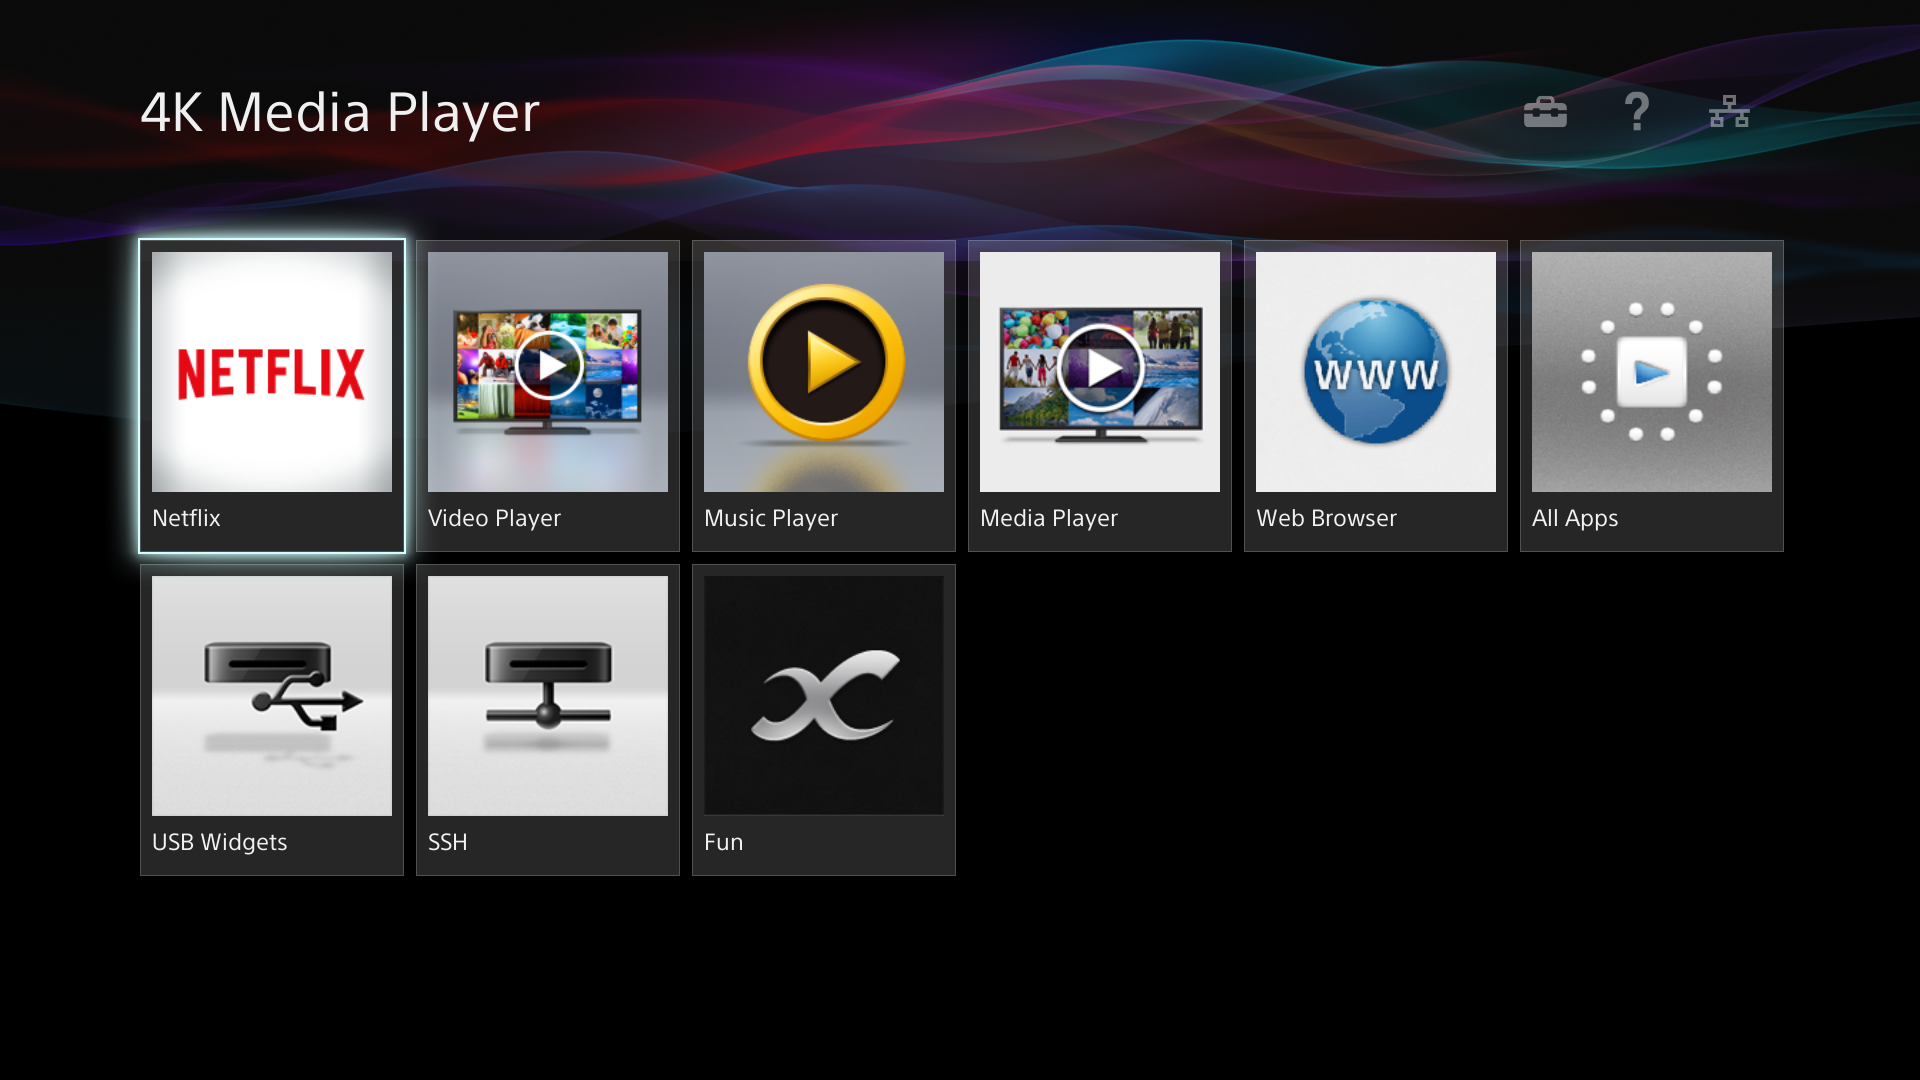 4K Media Player
?
NETFLIX
WWW
Netflix
Video Player
Music Player
Media Player
Web Browser
All Apps
USB Widgets
SSH
Fun